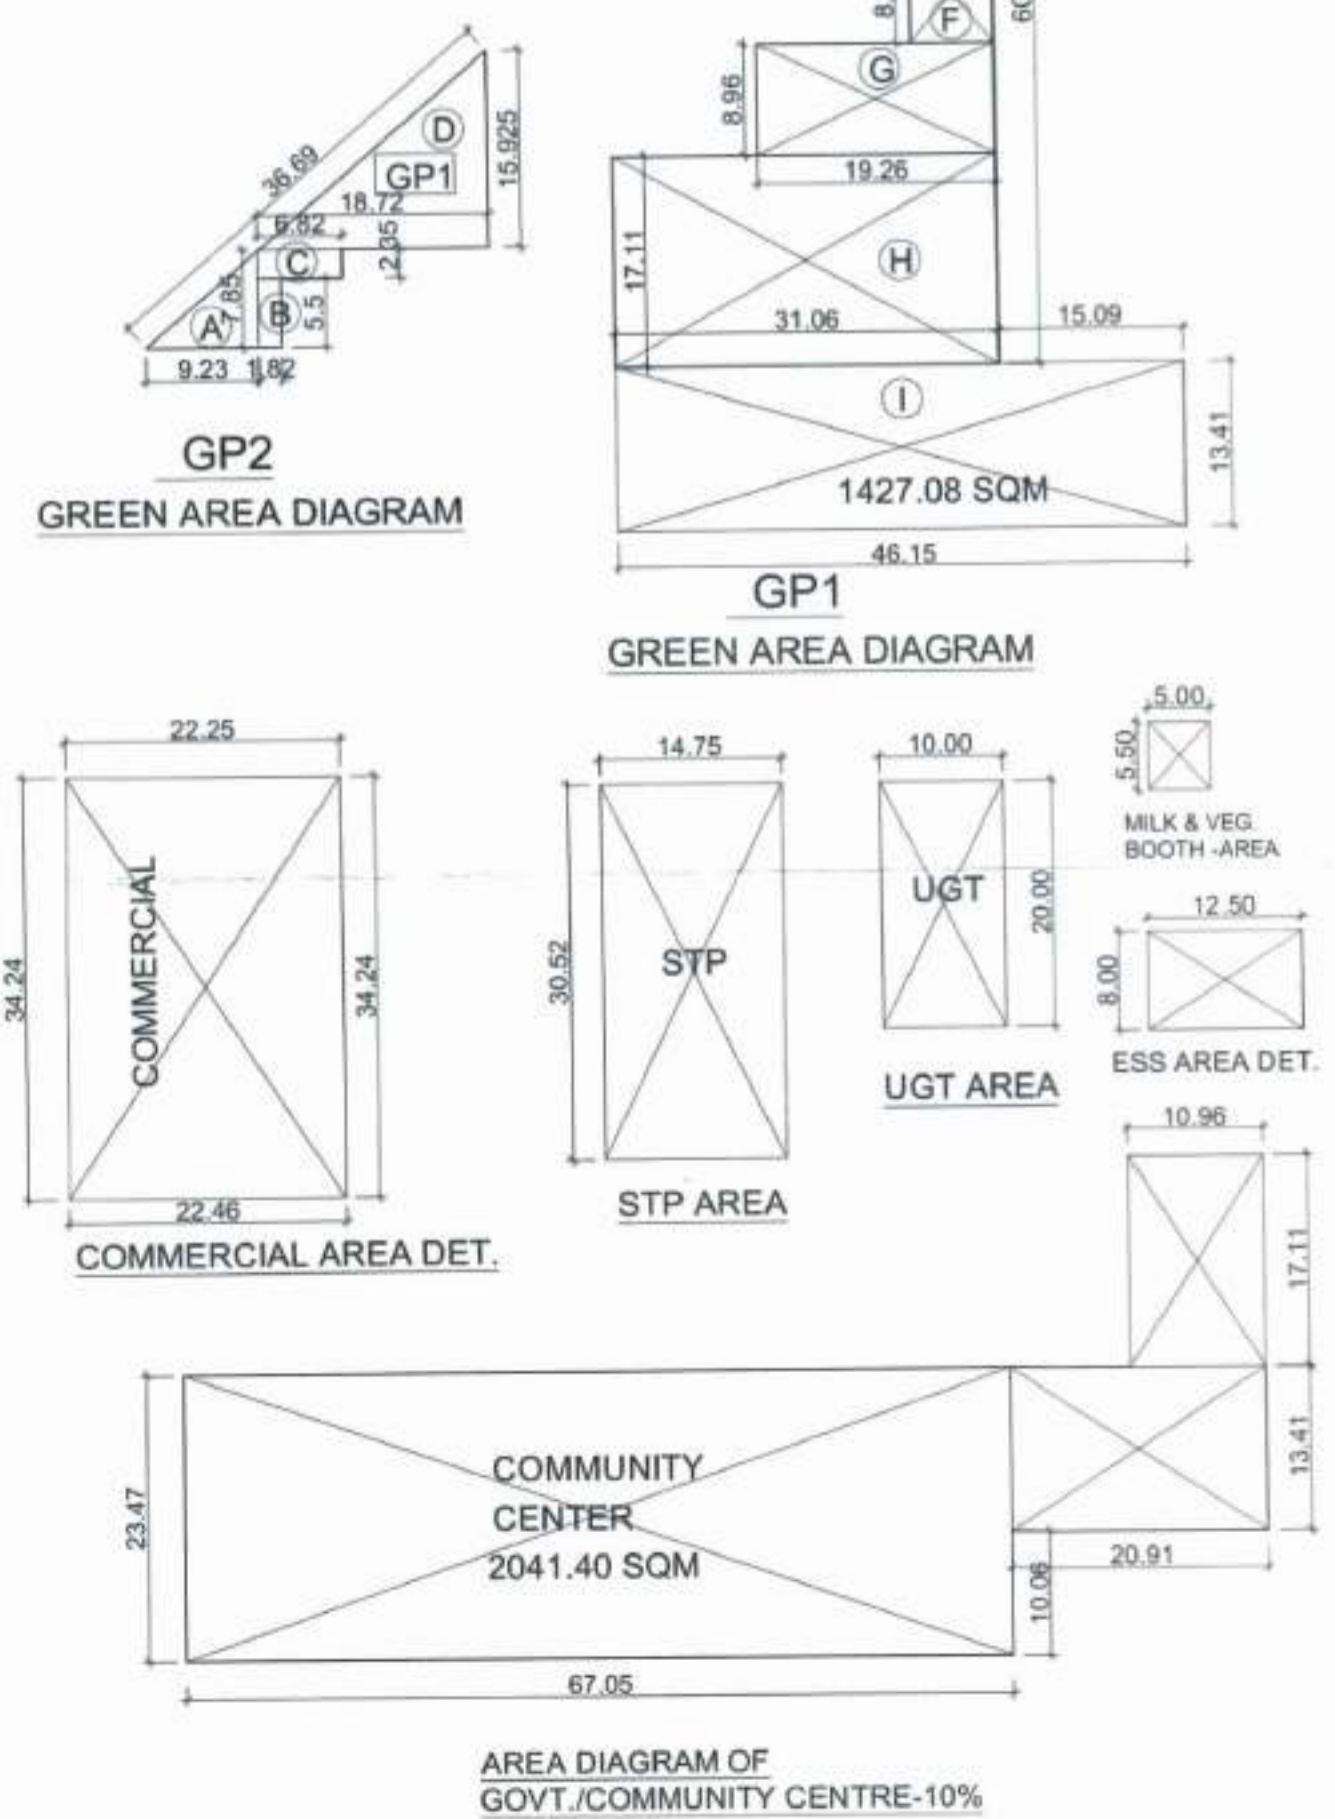 8.
F
60
G
8.96
19.26
36.69
D
GP1
15.925
18.72
6.82
2.35
C
7.85
B
A
5.5
9.23
1.82
GP2
GREEN AREA DIAGRAM
17.11
H
31.06
15.09
I
13.41
1427.08 SQM
46.15
GP1
GREEN AREA DIAGRAM
22.25
34.24
COMMERCIAL
34.24
22.46
COMMERCIAL AREA DET.
14.75
30.52
STP
STP AREA
10.00
UGT
20.00
UGT AREA
5.00
5.50
MILK & VEG.
BOOTH -AREA
12.50
8.00
ESS AREA DET.
10.96
17.11
13.41
23.47
COMMUNITY
CENTER
2041.40 SQM
20.91
10.06
67.05
AREA DIAGRAM OF
GOVT./COMMUNITY CENTRE-10%